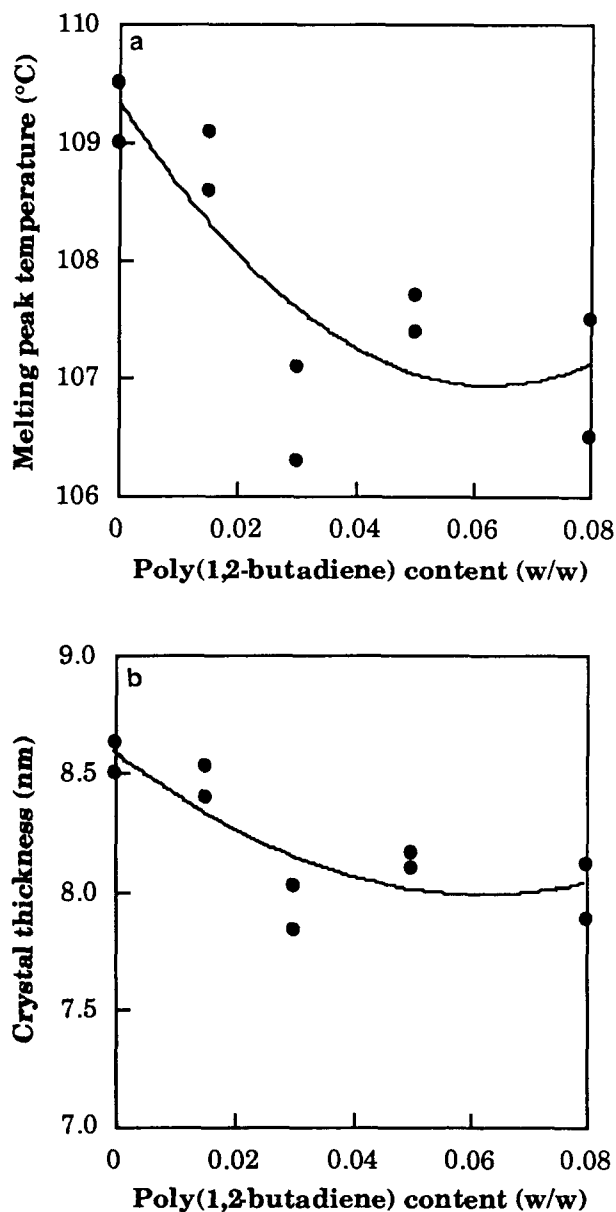 110
a
109
108
107
106
Melting peak temperature (°C)
0 0.02 0.04 0.06 0.08
Poly(1,2-butadiene) content (w/w)
9.0
b
8.5
8.0
7.5
7.0
Crystal thickness (nm)
0 0.02 0.04 0.06 0.08
Poly(1,2-butadiene) content (w/w)